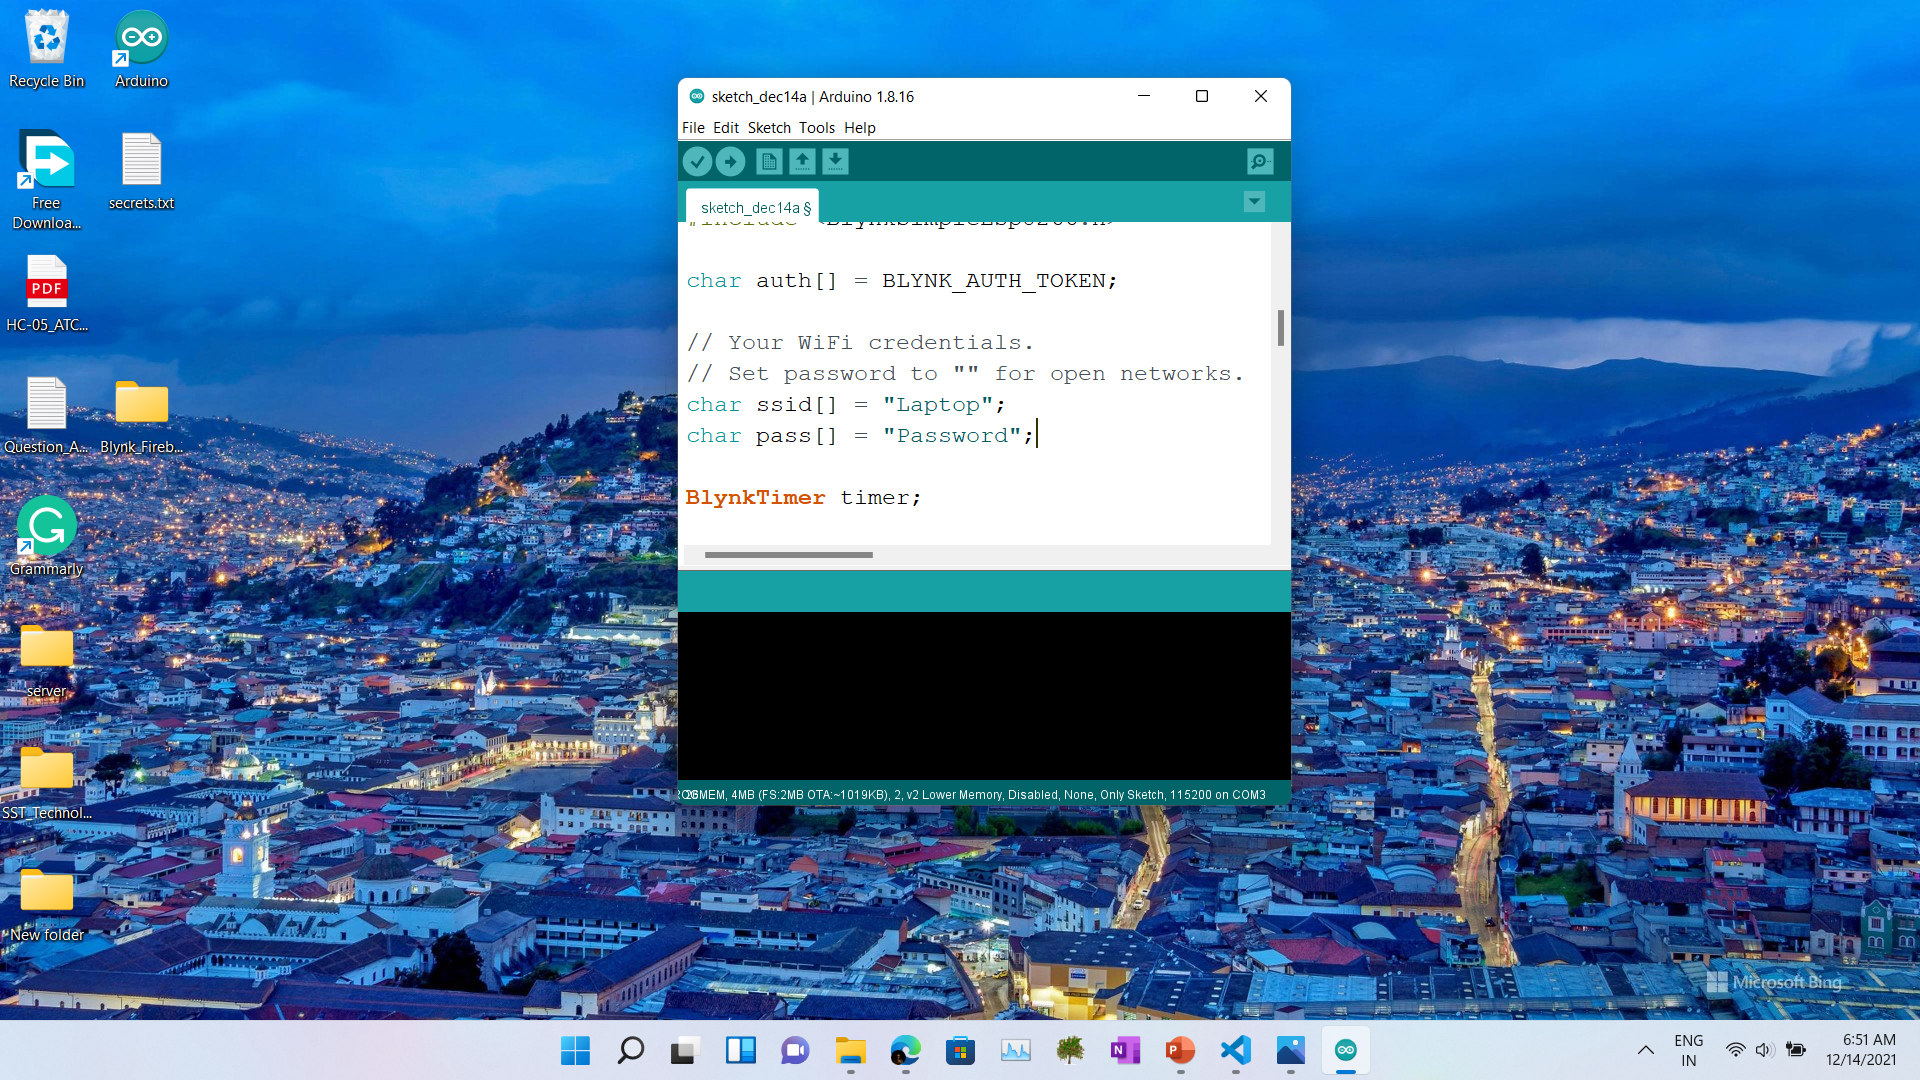 Recycle Bin
Arduino
Free
Downloa...
secrets.txt
PDF
HC-05_ATC...
Question_A...
Blynk_Fireb...
Grammarly
server
SST_Technol...
New folder
sketch_dec14a | Arduino 1.8.16
File Edit Sketch Tools Help
sketch_dec14a §
#include <BlynkSimpleEsp8266.h>
char auth[] = BLYNK_AUTH_TOKEN;
// Your WiFi credentials.
// Set password to "" for open networks.
char ssid[] = "Laptop";
char pass[] = "Password";
BlynkTimer timer;
MEM, 4MB (FS:2MB OTA:~1019KB), 2, v2 Lower Memory, Disabled, None, Only Sketch, 115200 on COM3
Microsoft Bing
ENG
IN
6:51 AM
12/14/2021